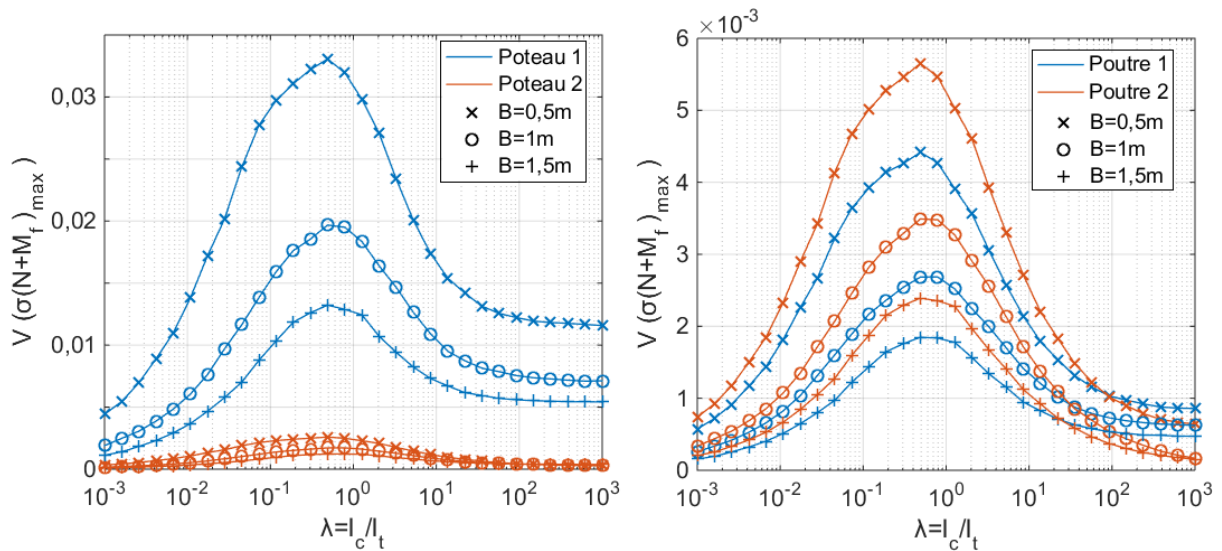 V (σ(N+M_f)_max)
0,03
0,02
0,01
0
10^-3
10^-2
10^-1
10^0
10^1
10^2
10^3
λ=l_c/l_t
Poteau 1
Poteau 2
B=0,5m
B=1m
B=1,5m
×10^-3
V (σ(N+M_f)_max)
6
5
4
3
2
1
0
10^-3
10^-2
10^-1
10^0
10^1
10^2
10^3
λ=l_c/l_t
Poutre 1
Poutre 2
B=0,5m
B=1m
B=1,5m